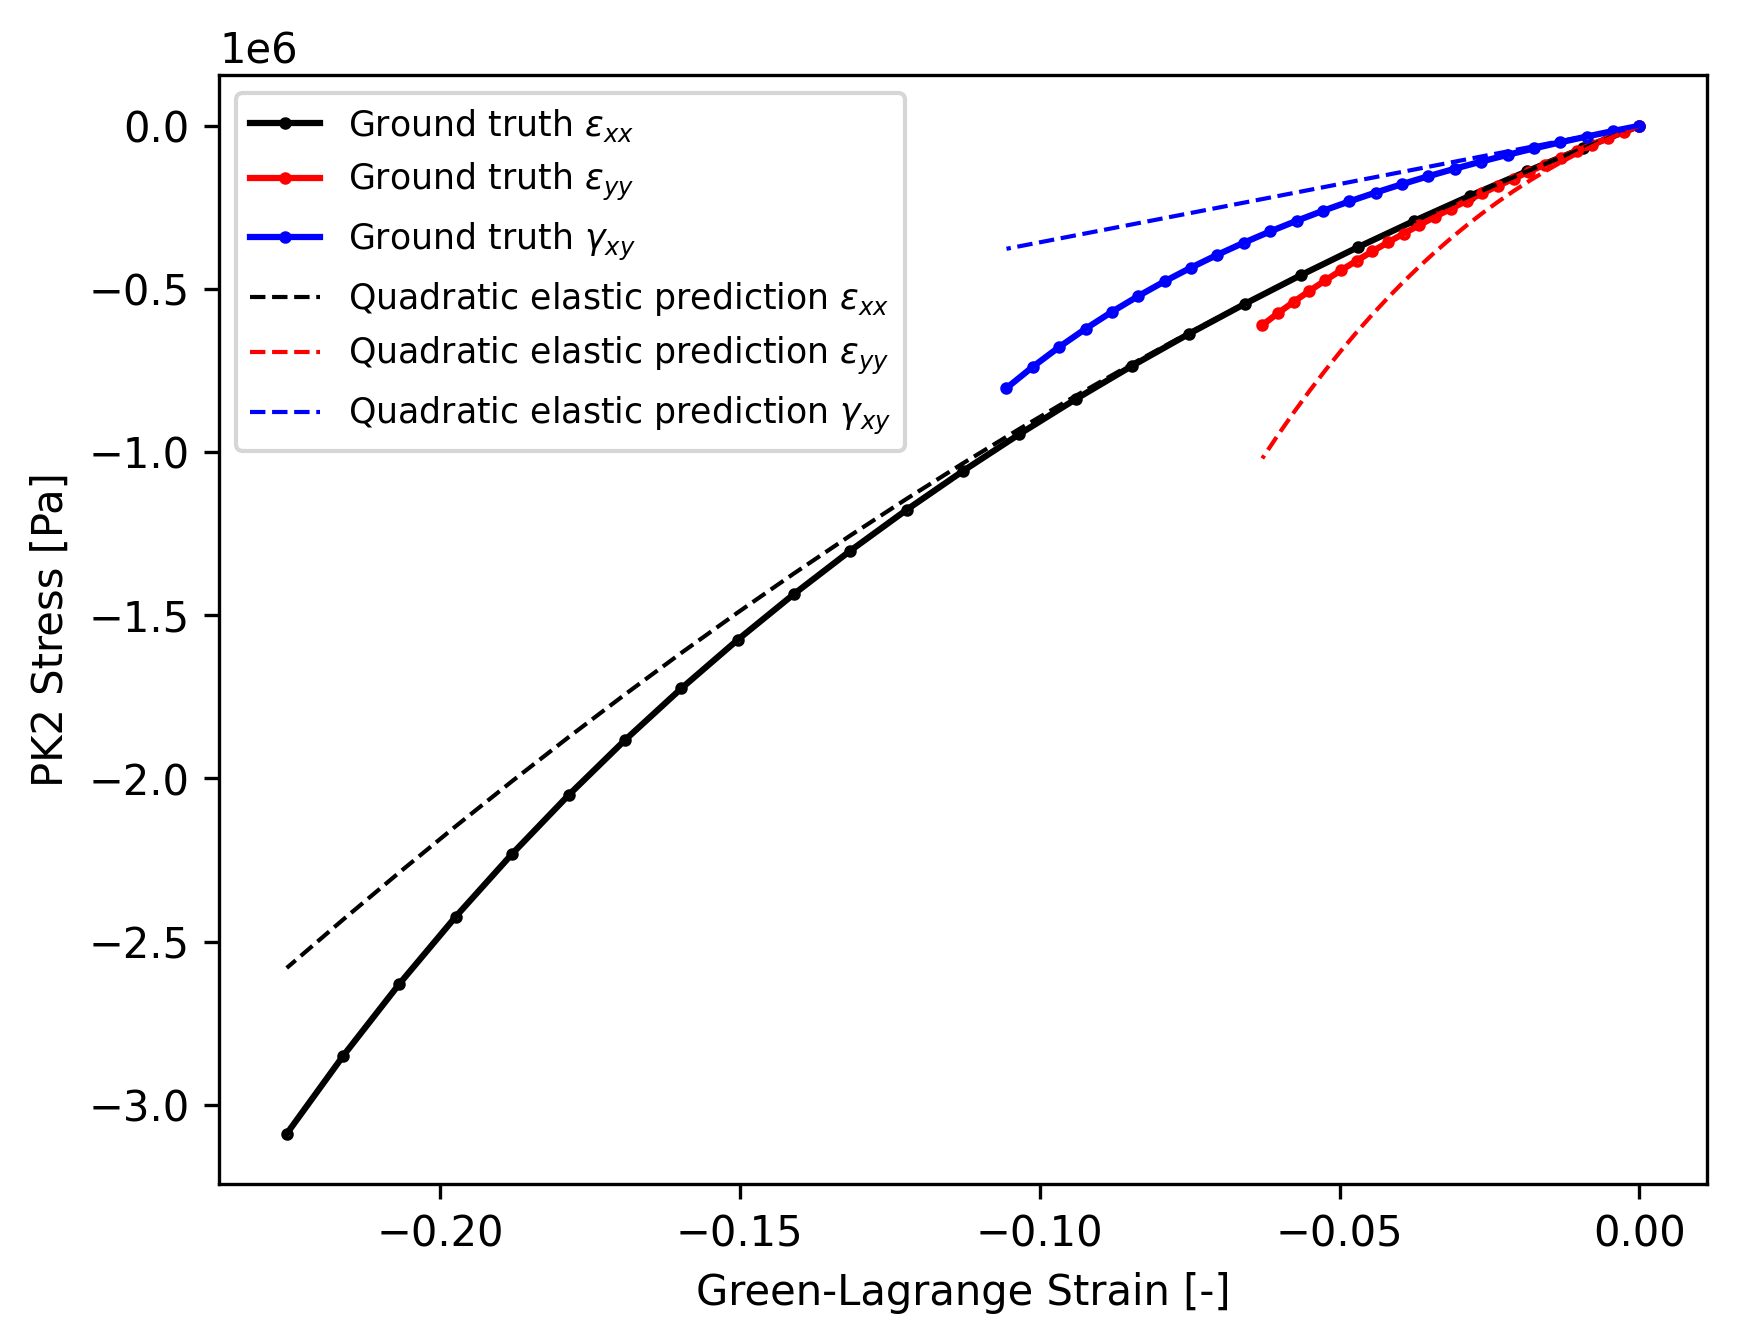 1e6
Ground truth εxx
Ground truth εyy
Ground truth γxy
Quadratic elastic prediction εxx
Quadratic elastic prediction εyy
Quadratic elastic prediction γxy
0.0
−0.5
−1.0
−1.5
−2.0
−2.5
−3.0
PK2 Stress [Pa]
−0.20 −0.15 −0.10 −0.05 0.00
Green-Lagrange Strain [-]